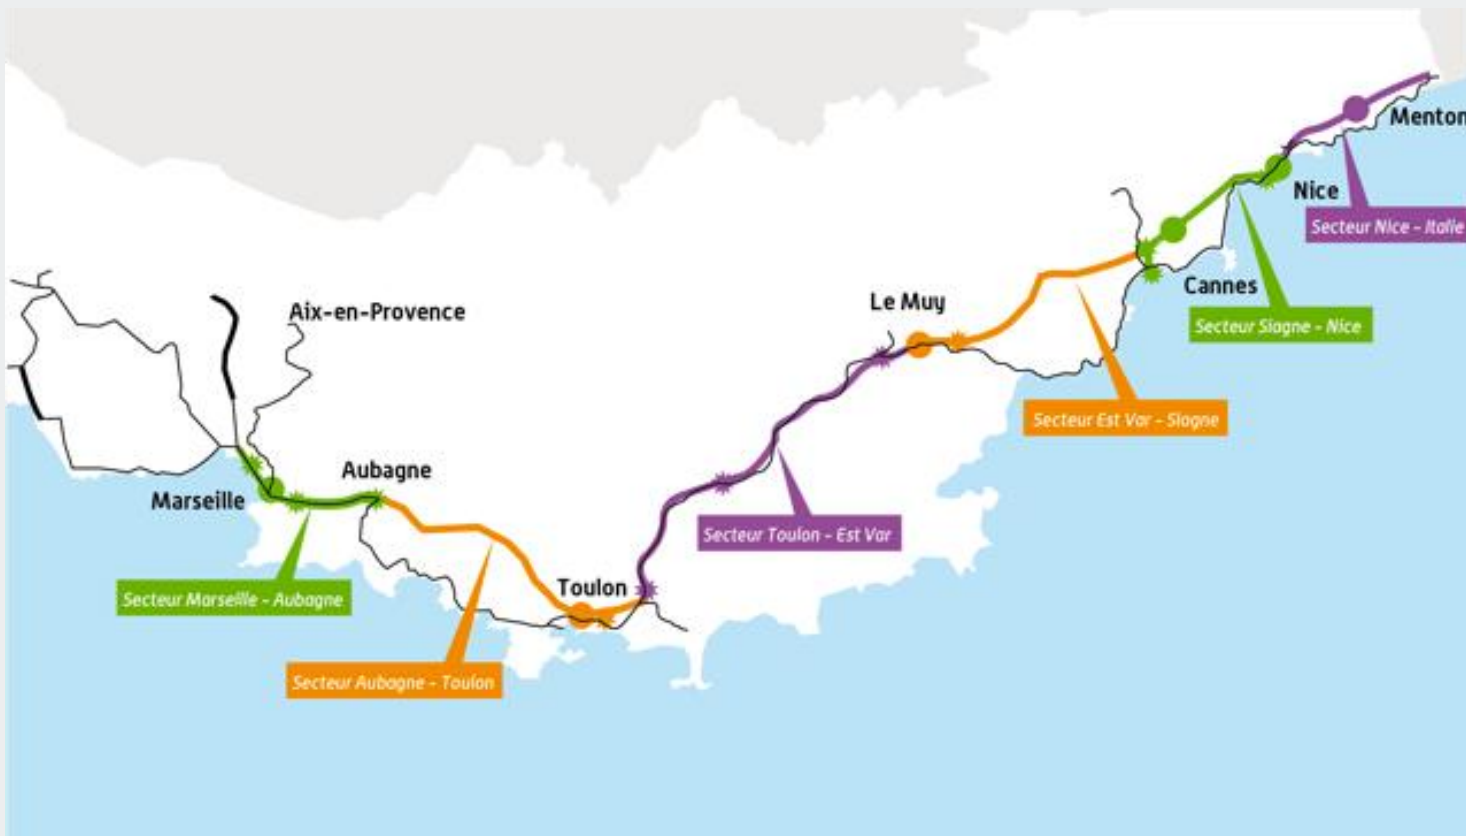 Menton
Nice
Secteur Nice - Italie
Cannes
Le Muy
Aix-en-Provence
Secteur Siagne - Nice
Secteur Est Var - Siagne
Aubagne
Marseille
Secteur Toulon - Est Var
Toulon
Secteur Marseille - Aubagne
Secteur Aubagne - Toulon